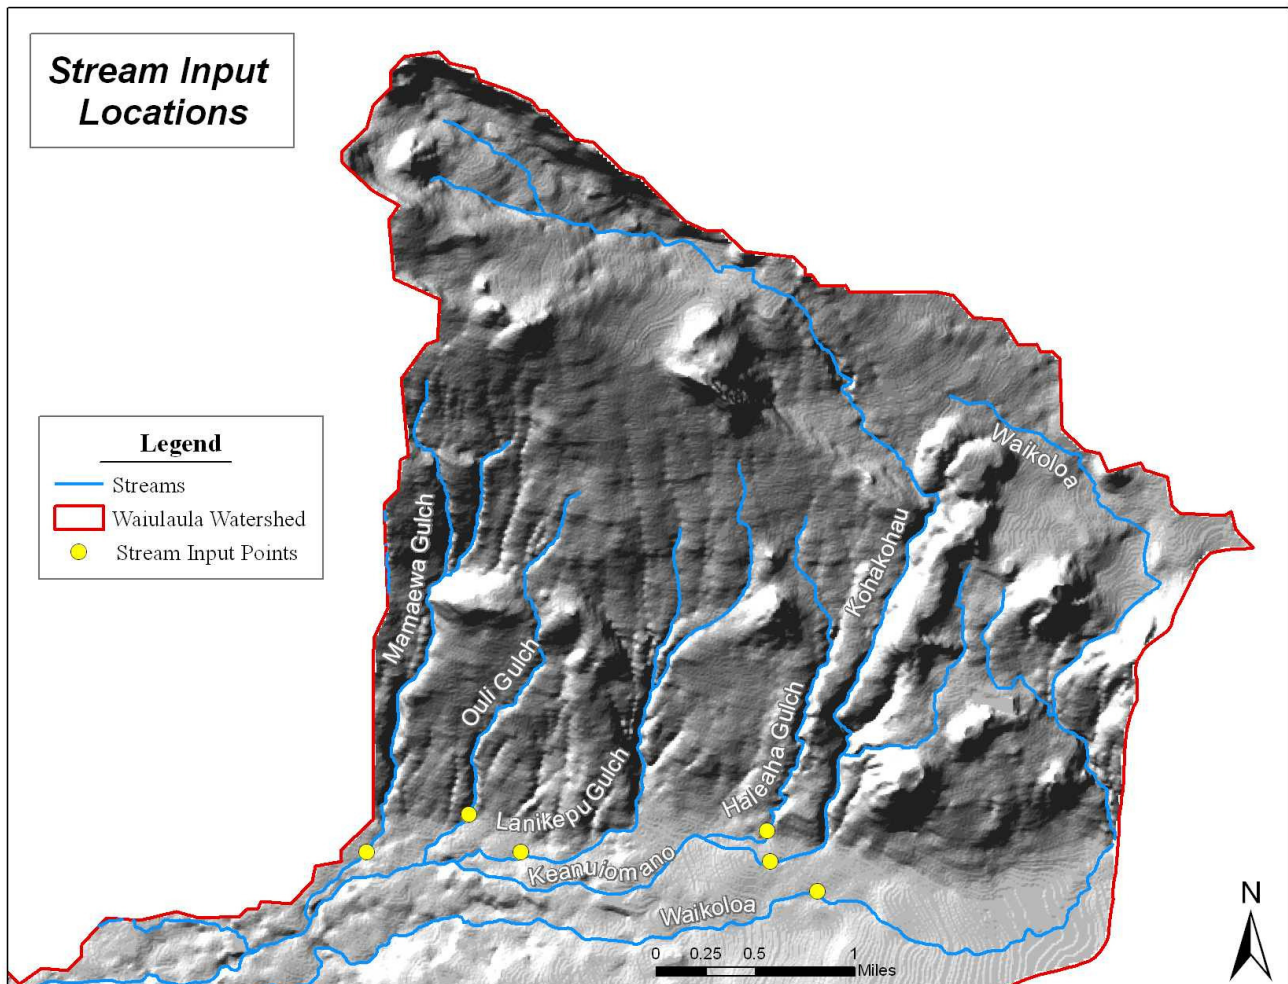 Stream Input
Locations
Legend
Streams
Waiulaula Watershed
Stream Input Points
Waikoloa
Mamaewa Gulch
Kohakohau
Ouli Gulch
Haleaha Gulch
Lanikepu Gulch
Keanuiomano
Waikoloa
N
0 0.25 0.5 1
Miles